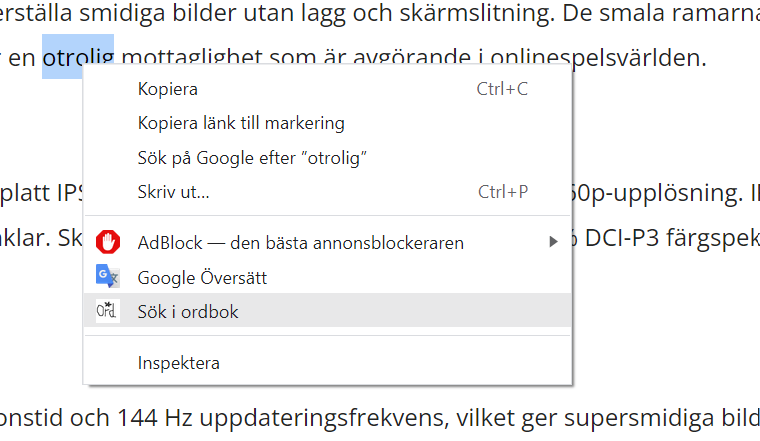 erställa smidiga bilder utan lagg och skärmslitning. De smala ramarna
en otrolig mottaglighet som är avgörande i onlinespelsvärlden.
Kopiera Ctrl+C
Kopiera länk till markering
Sök på Google efter ”otrolig”
Skriv ut... Ctrl+P
platt IPS 60p-upplösning.
AdBlock — den bästa annonsblockeraren
klar. % DCI-P3 färgspek
Google Översätt
Ord.
Sök i ordbok
Inspektera
onstid och 144 Hz uppdateringsfrekvens, vilket ger supersmidiga bild